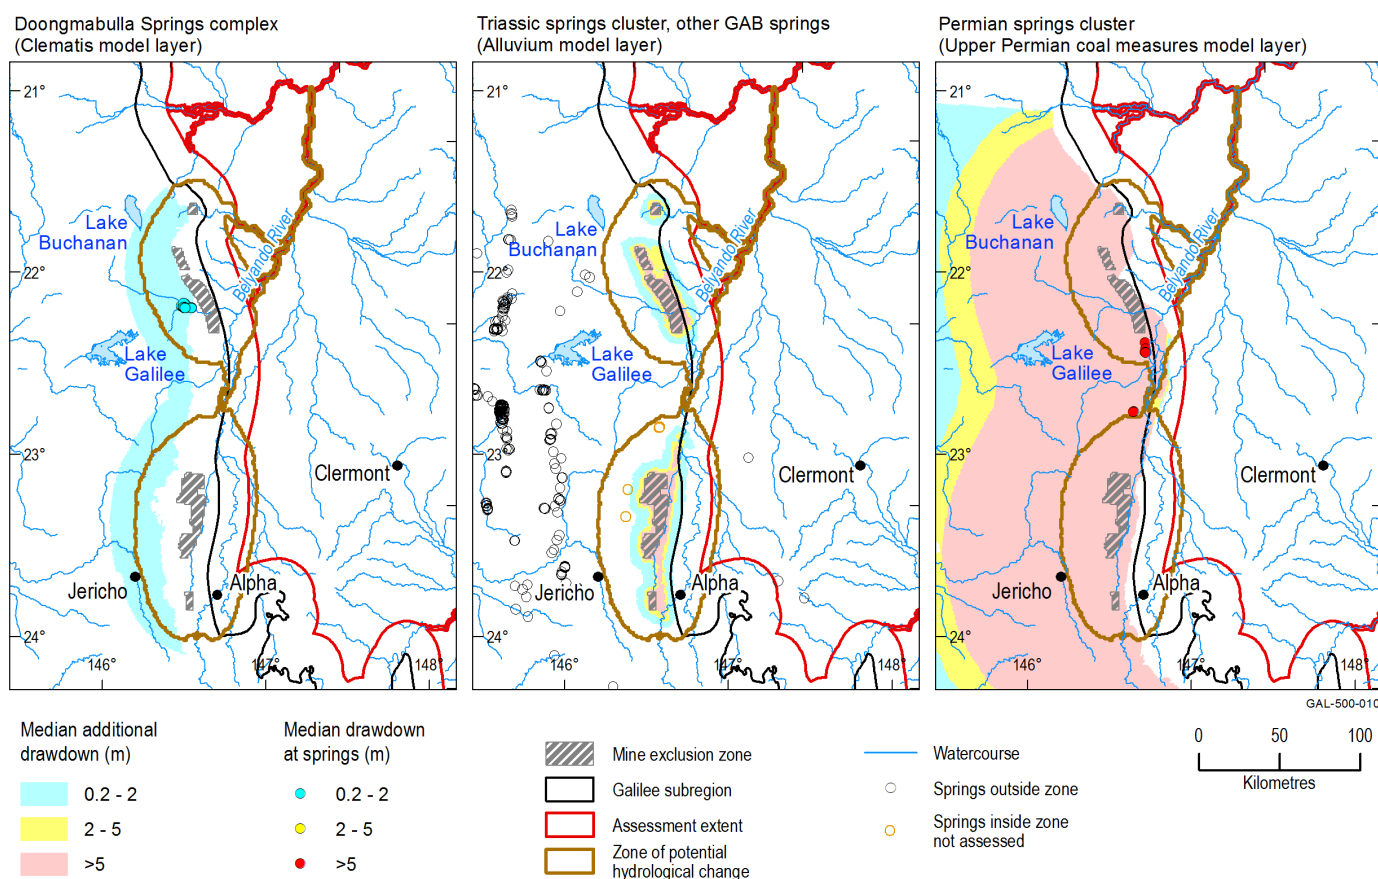 Doongmabulla Springs complex
(Clematis model layer)
Triassic springs cluster, other GAB springs
(Alluvium model layer)
Permian springs cluster
(Upper Permian coal measures model layer)
21°
22°
23°
24°
146°
147°
148°
Lake
Buchanan
Belyando River
Lake
Galilee
Clermont
Jericho
Alpha
21°
22°
23°
24°
146°
147°
148°
Lake
Buchanan
Belyando River
Lake
Galilee
Clermont
Jericho
Alpha
21°
22°
23°
24°
146°
147°
148°
Lake
Buchanan
Belyando River
Lake
Galilee
Clermont
Jericho
Alpha
GAL-500-010
Median additional
drawdown (m)
0.2 - 2
2 - 5
>5
Median drawdown
at springs (m)
0.2 - 2
2 - 5
>5
Mine exclusion zone
Galilee subregion
Assessment extent
Zone of potential
hydrological change
Watercourse
Springs outside zone
Springs inside zone
not assessed
0 50 100
Kilometres